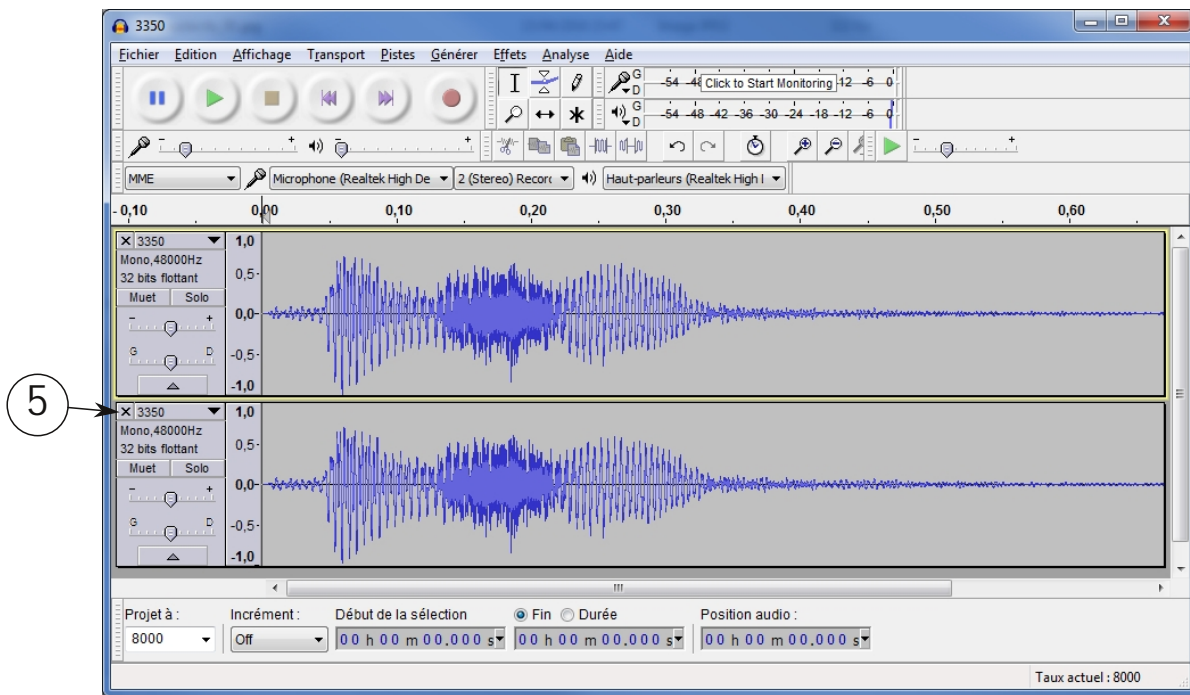 3350
Fichier Edition Affichage Transport Pistes Générer Effets Analyse Aide
G D -54 -48 Click to Start Monitoring -12 -6 0
G D -54 -48 -42 -36 -30 -24 -18 -12 -6 0
- + - + - +
MME Microphone (Realtek High De 2 (Stereo) Recorc Haut-parleurs (Realtek High
- 0,10 0,00 0,10 0,20 0,30 0,40 0,50 0,60
3350 1,0
Mono,48000Hz
32 bits flottant 0,5
Muet Solo
- + 0,0
G D -0,5
-1,0
5
3350 1,0
Mono,48000Hz
32 bits flottant 0,5
Muet Solo
- + 0,0
G D -0,5
-1,0
Projet à : Incrément : Début de la sélection Fin Durée Position audio :
8000 Off 00 h 00 m 00.000 s 00 h 00 m 00.000 s 00 h 00 m 00.000 s
Taux actuel : 8000